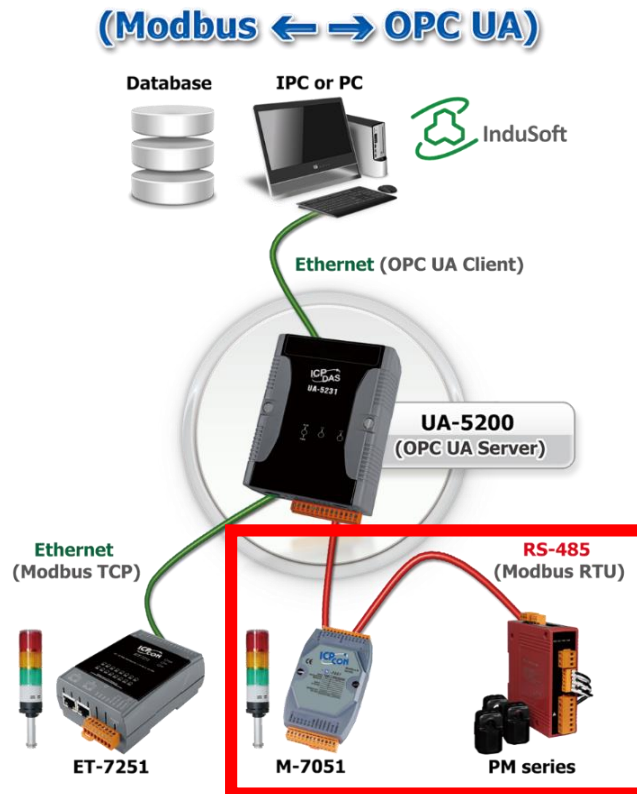 (Modbus ←→ OPC UA)
Database
IPC or PC
InduSoft
Ethernet (OPC UA Client)
ICP DAS
UA-5231
UA-5200
(OPC UA Server)
Ethernet
(Modbus TCP)
RS-485
(Modbus RTU)
ICP CON
ICP CON
ET-7251
M-7051
PM series